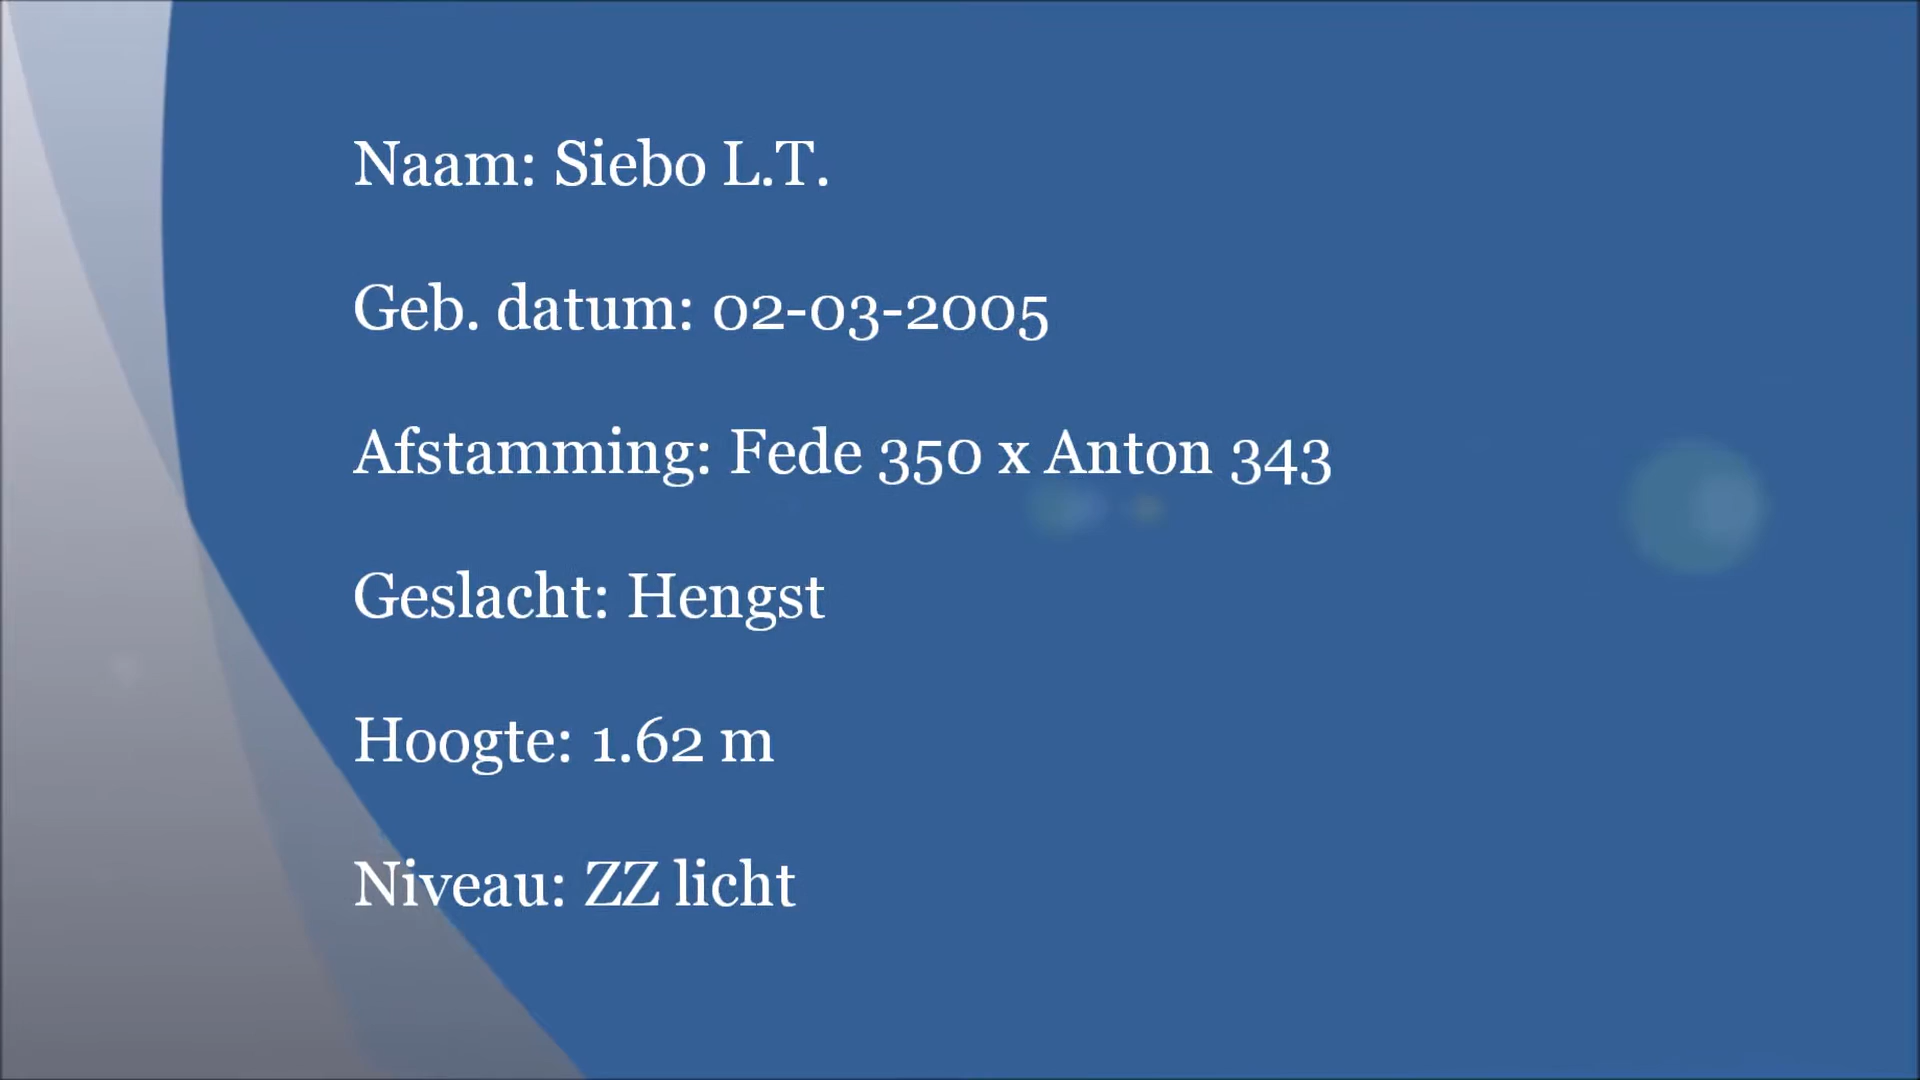 Naam: Siebo L.T.
Geb. datum: 02-03-2005
Afstamming: Fede 350 x Anton 343
Geslacht: Hengst
Hoogte: 1.62 m
Niveau: ZZ licht